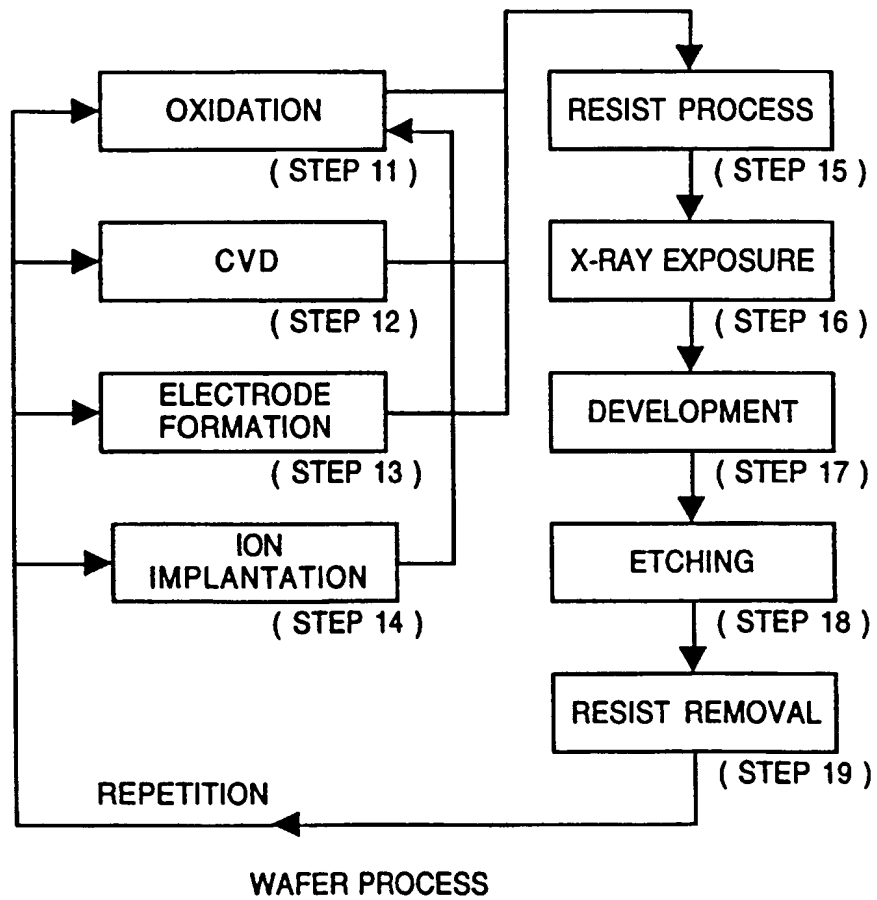 OXIDATION
( STEP 11 )
CVD
( STEP 12 )
ELECTRODE
FORMATION
( STEP 13 )
ION
IMPLANTATION
( STEP 14 )
RESIST PROCESS
( STEP 15 )
X-RAY EXPOSURE
( STEP 16 )
DEVELOPMENT
( STEP 17 )
ETCHING
( STEP 18 )
RESIST REMOVAL
( STEP 19 )
REPETITION
WAFER PROCESS